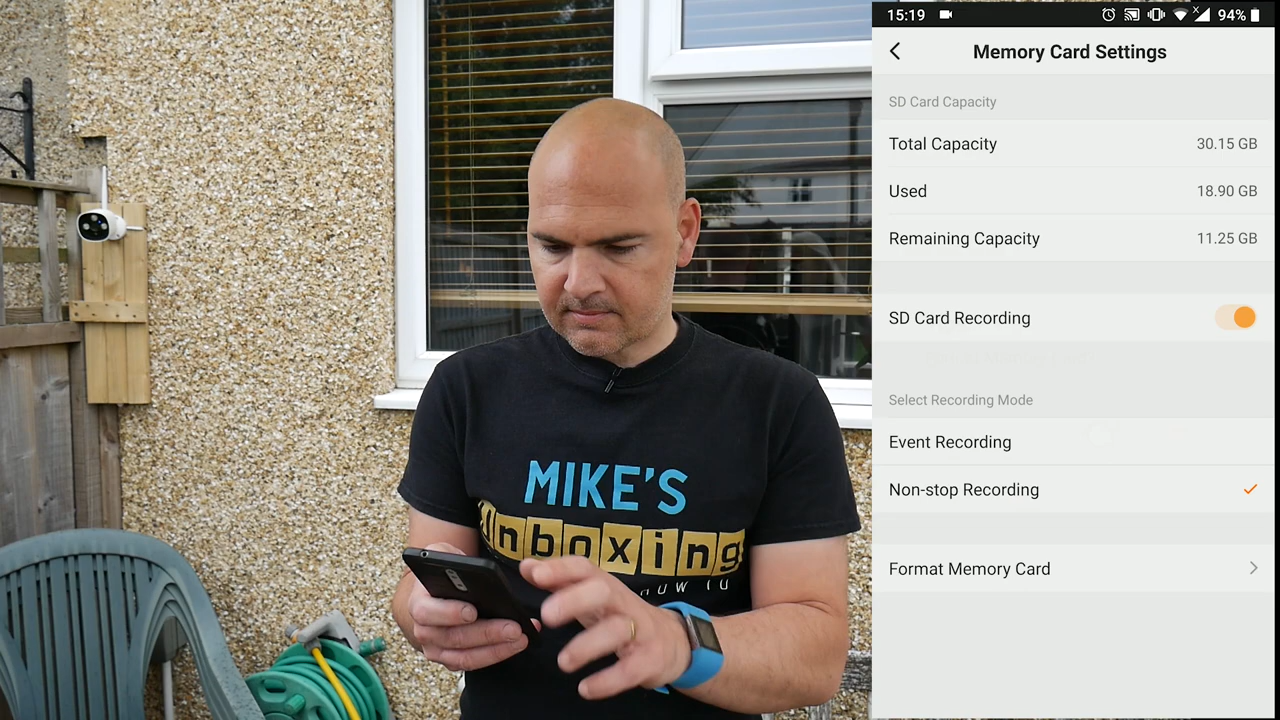 MIKE'S
unboxing
15:19
94%
Memory Card Settings
SD Card Capacity
Total Capacity 30.15 GB
Used 18.90 GB
Remaining Capacity 11.25 GB
SD Card Recording
Select Recording Mode
Event Recording
Non-stop Recording
Format Memory Card